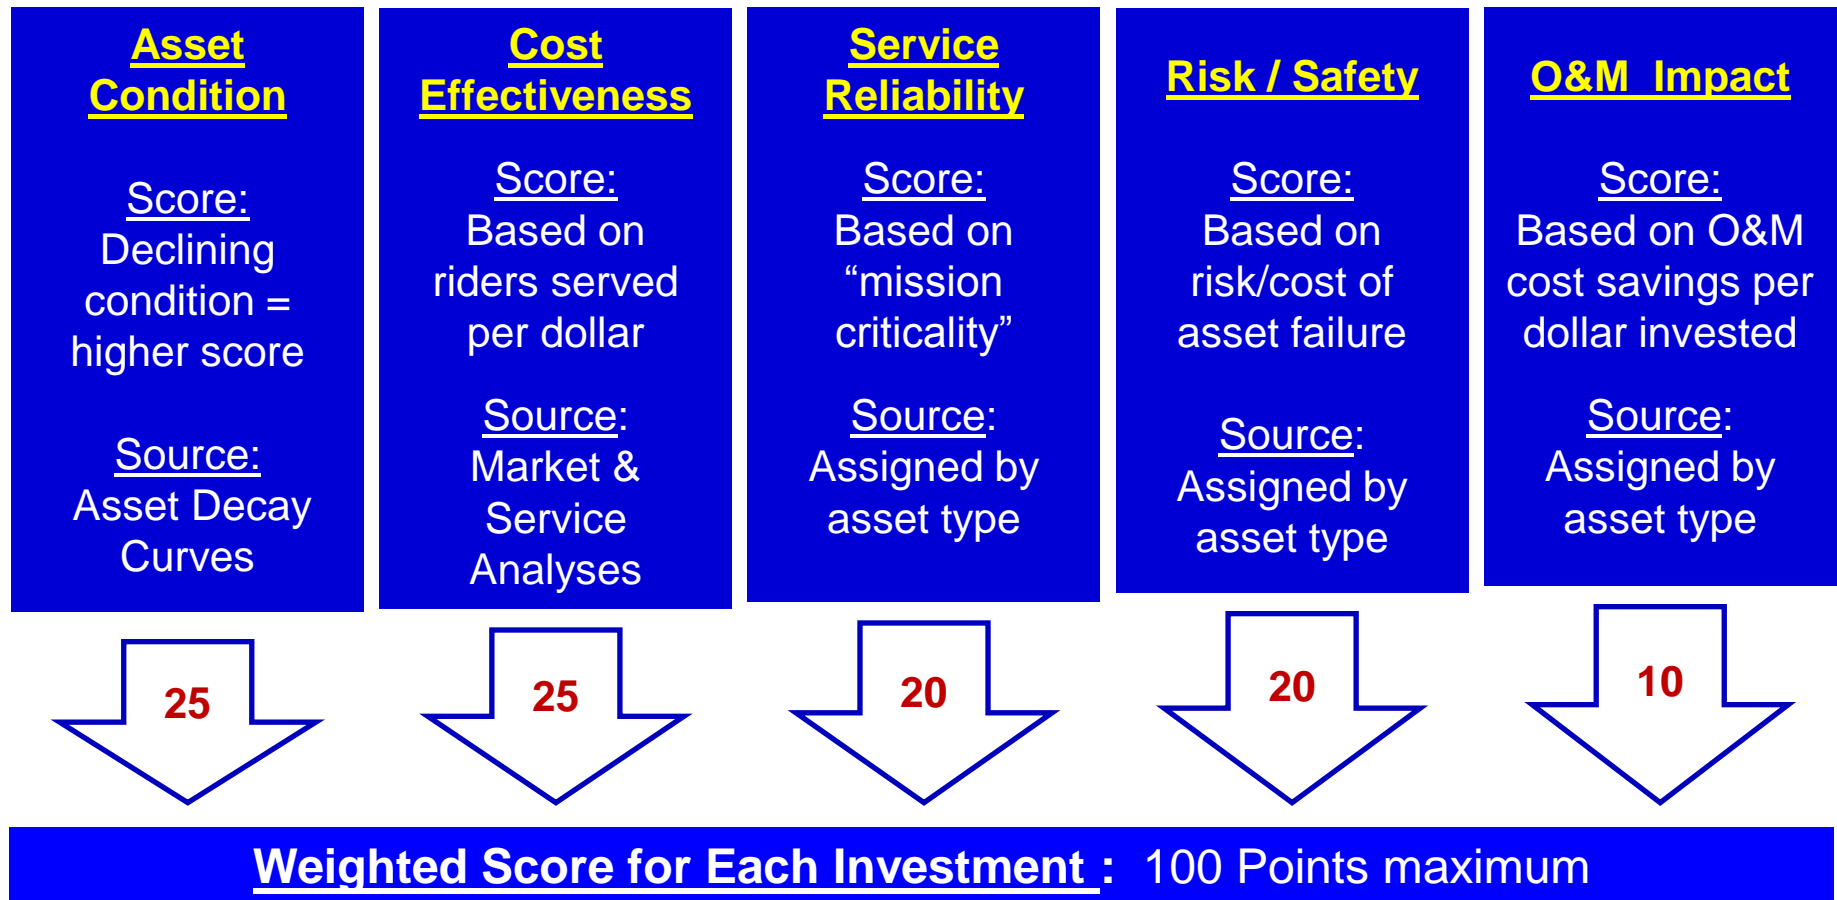 Asset
Condition
Score:
Declining
condition =
higher score
Source:
Asset Decay
Curves
25
Cost
Effectiveness
Score:
Based on
riders served
per dollar
Source:
Market &
Service
Analyses
25
Service
Reliability
Score:
Based on
“mission
criticality”
Source:
Assigned by
asset type
20
Risk / Safety
Score:
Based on
risk/cost of
asset failure
Source:
Assigned by
asset type
20
O&M  Impact
Score:
Based on O&M
cost savings per
dollar invested
Source:
Assigned by
asset type
10
Weighted Score for Each Investment :  100 Points maximum